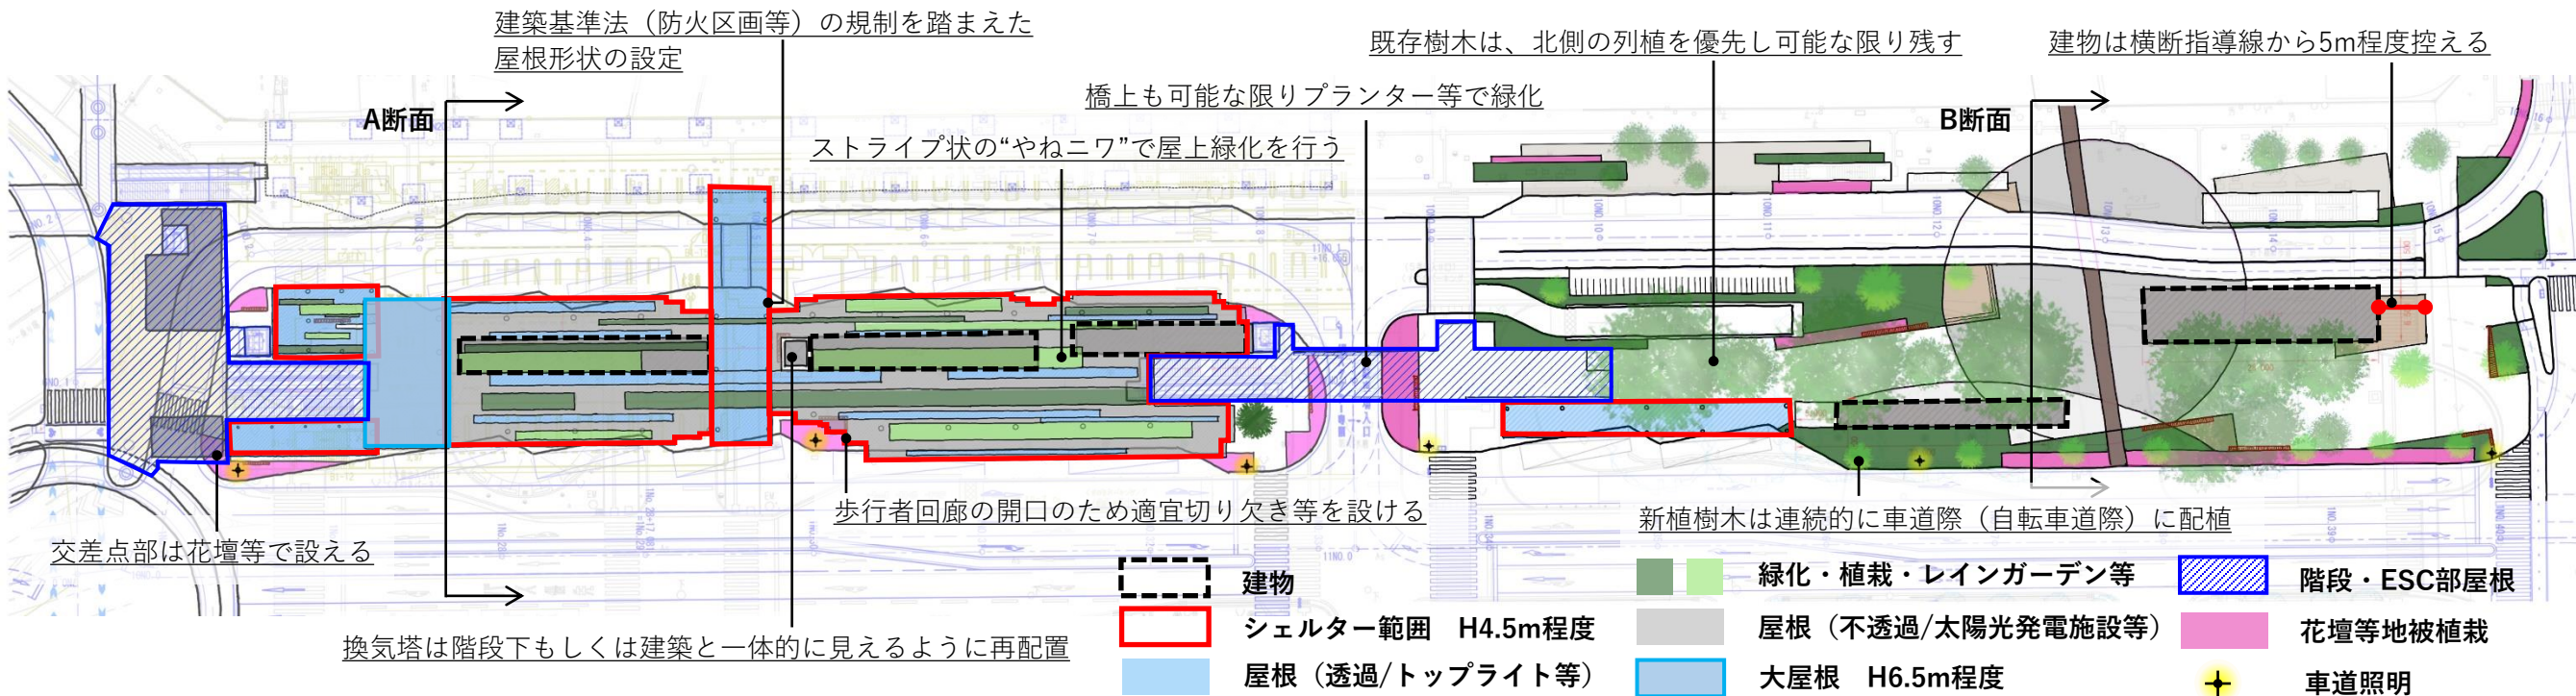 建築基準法（防火区画等）の規制を踏まえた
屋根形状の設定
既存樹木は、北側の列植を優先し可能な限り残す
建物は横断指導線から5m程度控える
橋上も可能な限りプランター等で緑化
A断面
B断面
ストライプ状の“やねニワ”で屋上緑化を行う
歩行者回廊の開口のため適宜切り欠き等を設ける
新植樹木は連続的に車道際（自転車道際）に配植
交差点部は花壇等で設える
換気塔は階段下もしくは建築と一体的に見えるように再配置
建物
緑化・植栽・レインガーデン等
階段・ESC部屋根
シェルター範囲　H4.5m程度
屋根（不透過/太陽光発電施設等）
花壇等地被植栽
屋根（透過/トップライト等）
大屋根　H6.5m程度
車道照明